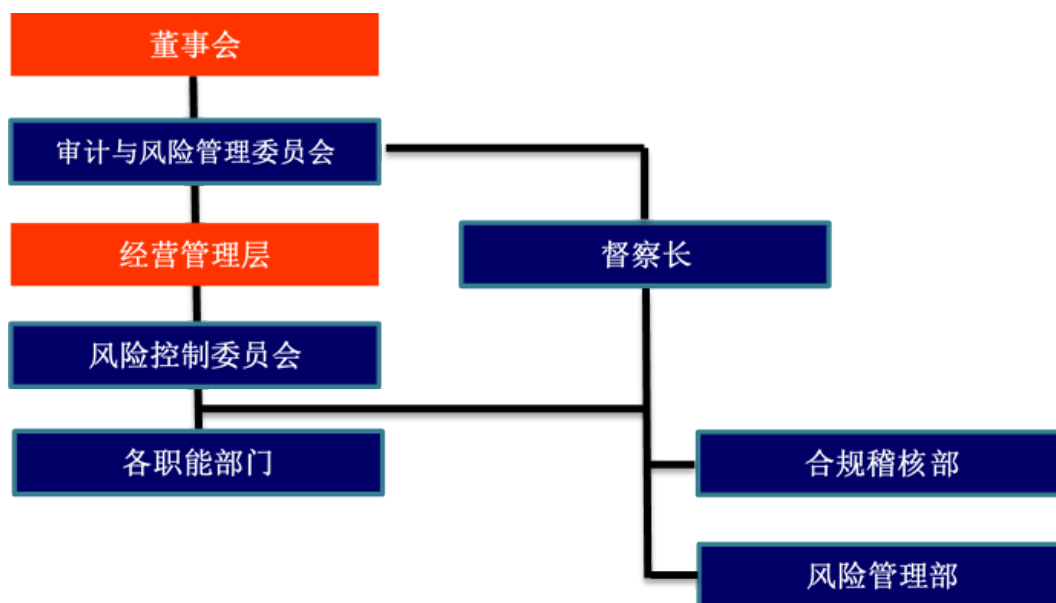 董事会
审计与风险管理委员会
经营管理层
督察长
风险控制委员会
各职能部门
合规稽核部
风险管理部